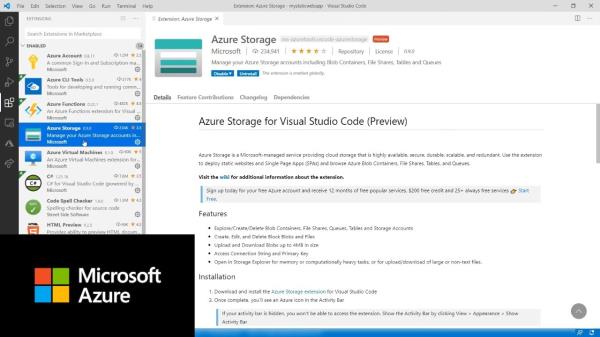 File Edit Selection View Go Run Terminal Help
Extension: Azure Storage - mystaticwebapp - Visual Studio Code
EXTENSIONS
Extension: Azure Storage
Search Extensions in Marketplace
ENABLED
Azure Account
A common Sign-In and Subscription ma...
Microsoft
Azure CLI Tools
Tools for developing and running comm...
Microsoft
Azure Functions
An Azure Functions extension for Visual ...
Microsoft
Azure Storage
Manage your Azure Storage accounts in...
Microsoft
Azure Virtual Machines
An Azure Virtual Machines extension for...
Microsoft
C#
C# for Visual Studio Code (powered by ...
Microsoft
Code Spell Checker
Spelling checker for source code
Street Side Software
HTML Preview
Provides ability to preview HTML docum...
Azure Storage
ms-azuretools.vscode-azurestorage
Preview
Microsoft
234,941
Repository
License
Manage your Azure Storage accounts including Blob Containers, File Shares, Tables and Queues
Disable
Uninstall
This extension is enabled globally.
Details Feature Contributions Changelog Dependencies
Azure Storage for Visual Studio Code (Preview)
Azure Storage is a Microsoft-managed service providing cloud storage that is highly available, secure, durable, scalable, and redundant. Use the extension
to deploy static websites and Single Page Apps (SPAs) and browse Azure Blob Containers, File Shares, Tables, and Queues.
Visit the wiki for additional information about the extension.
Sign up today for your free Azure account and receive 12 months of free popular services, $200 free credit and 25+ always free services 👉 Start
Free.
Features
• Explore/Create/Delete Blob Containers, File Shares, Queues, Tables and Storage Accounts
• Create, Edit, and Delete Block Blobs and Files
• Upload and Download Blobs up to 4MB in size
• Access Connection String and Primary Key
• Open in Storage Explorer for memory or computationally heavy tasks, or for upload/download of large or non-text files.
Installation
1. Download and install the Azure Storage extension for Visual Studio Code
2. Once complete, you'll see an Azure icon in the Activity Bar
If your activity bar is hidden, you won't be able to access the extension. Show the Activity Bar by clicking View > Appearance > Show
Activity Bar
Microsoft
Azure